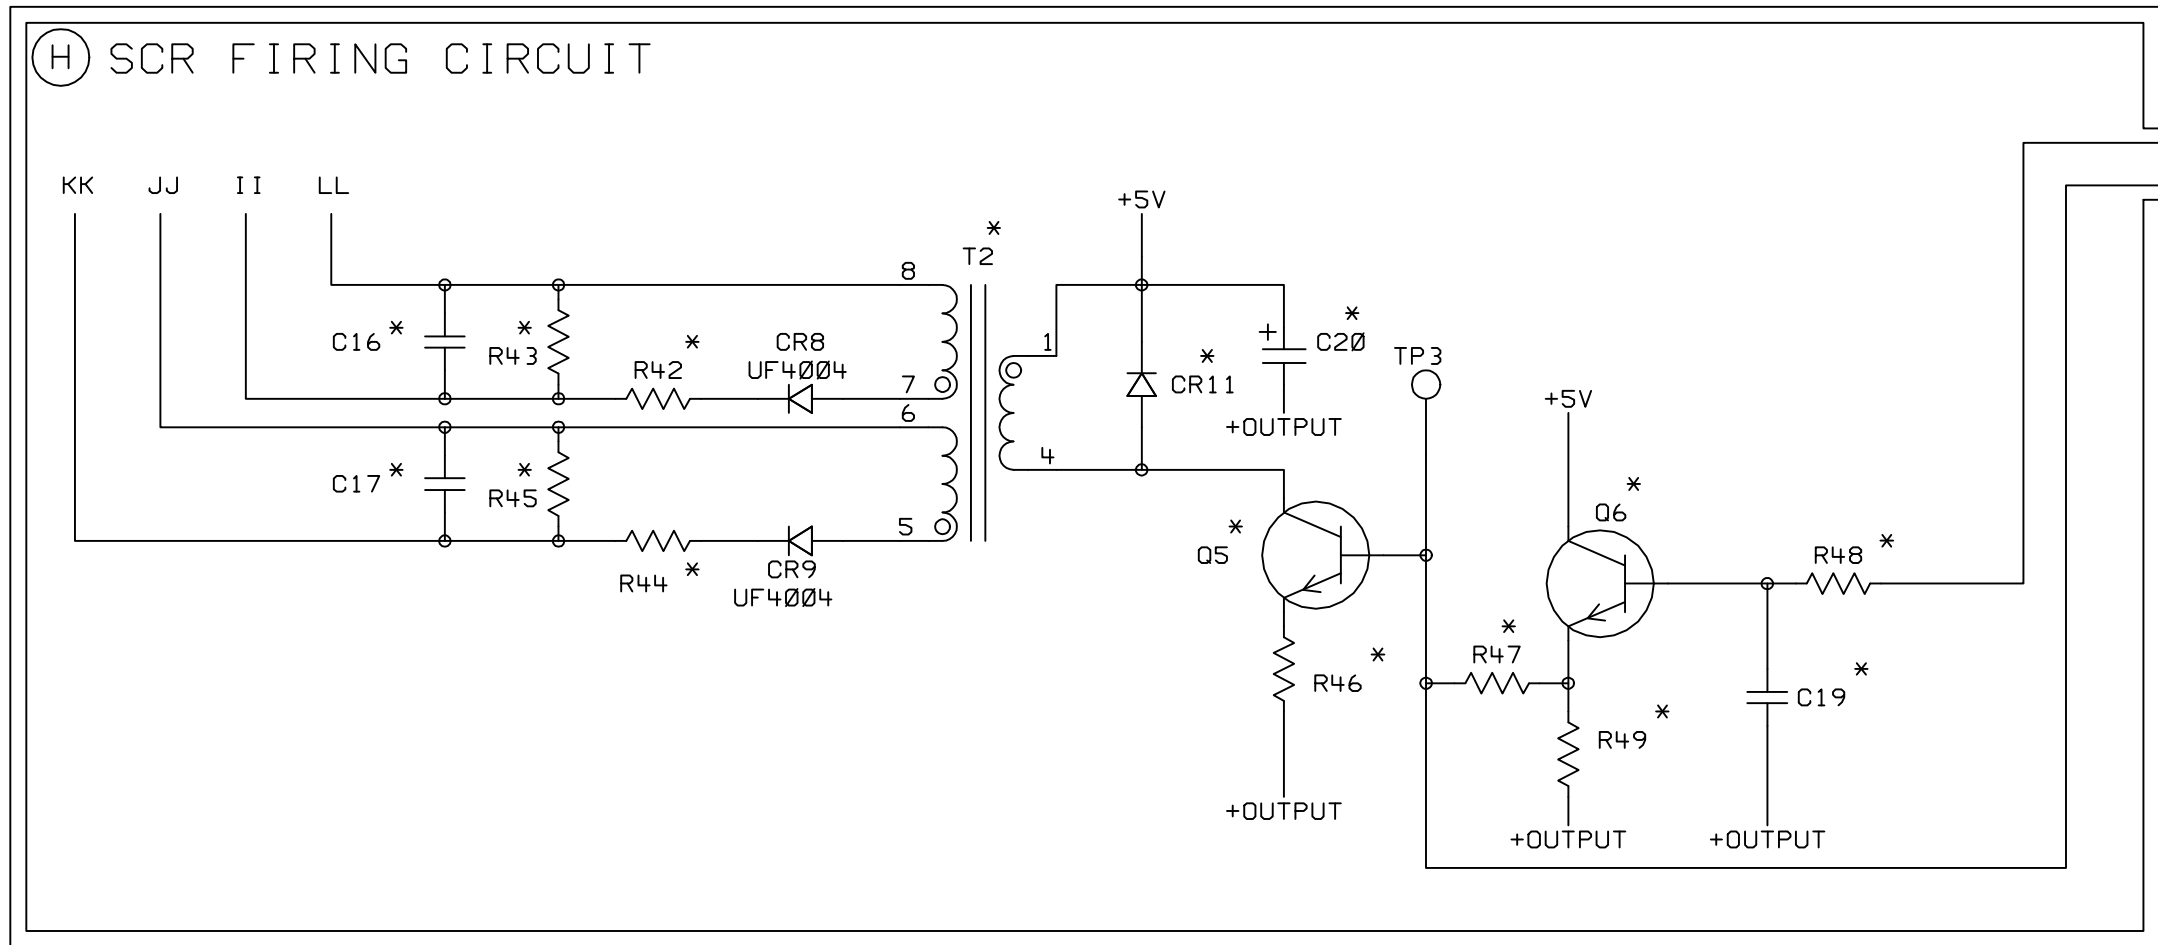 H SCR FIRING CIRCUIT
KK JJ II LL
+5V
*
T2
8
C16 *
* R43
*
R42
CR8
UF4004
7
6
1
*
CR11
*
+ C20
+OUTPUT
TP3
+5V
4
C17 *
* R45
5
R44 *
CR9
UF4004
*
Q5
*
Q6
R48 *
*
R47
R46 *
C19 *
R49 *
+OUTPUT
+OUTPUT
+OUTPUT